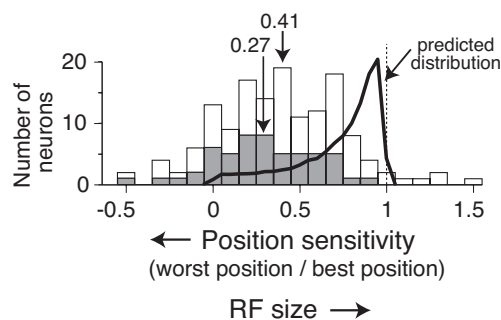 0.41
0.27
predicted
distribution
Number of
neurons
20
10
0
-0.5 0 0.5 1 1.5
Position sensitivity
(worst position / best position)
RF size